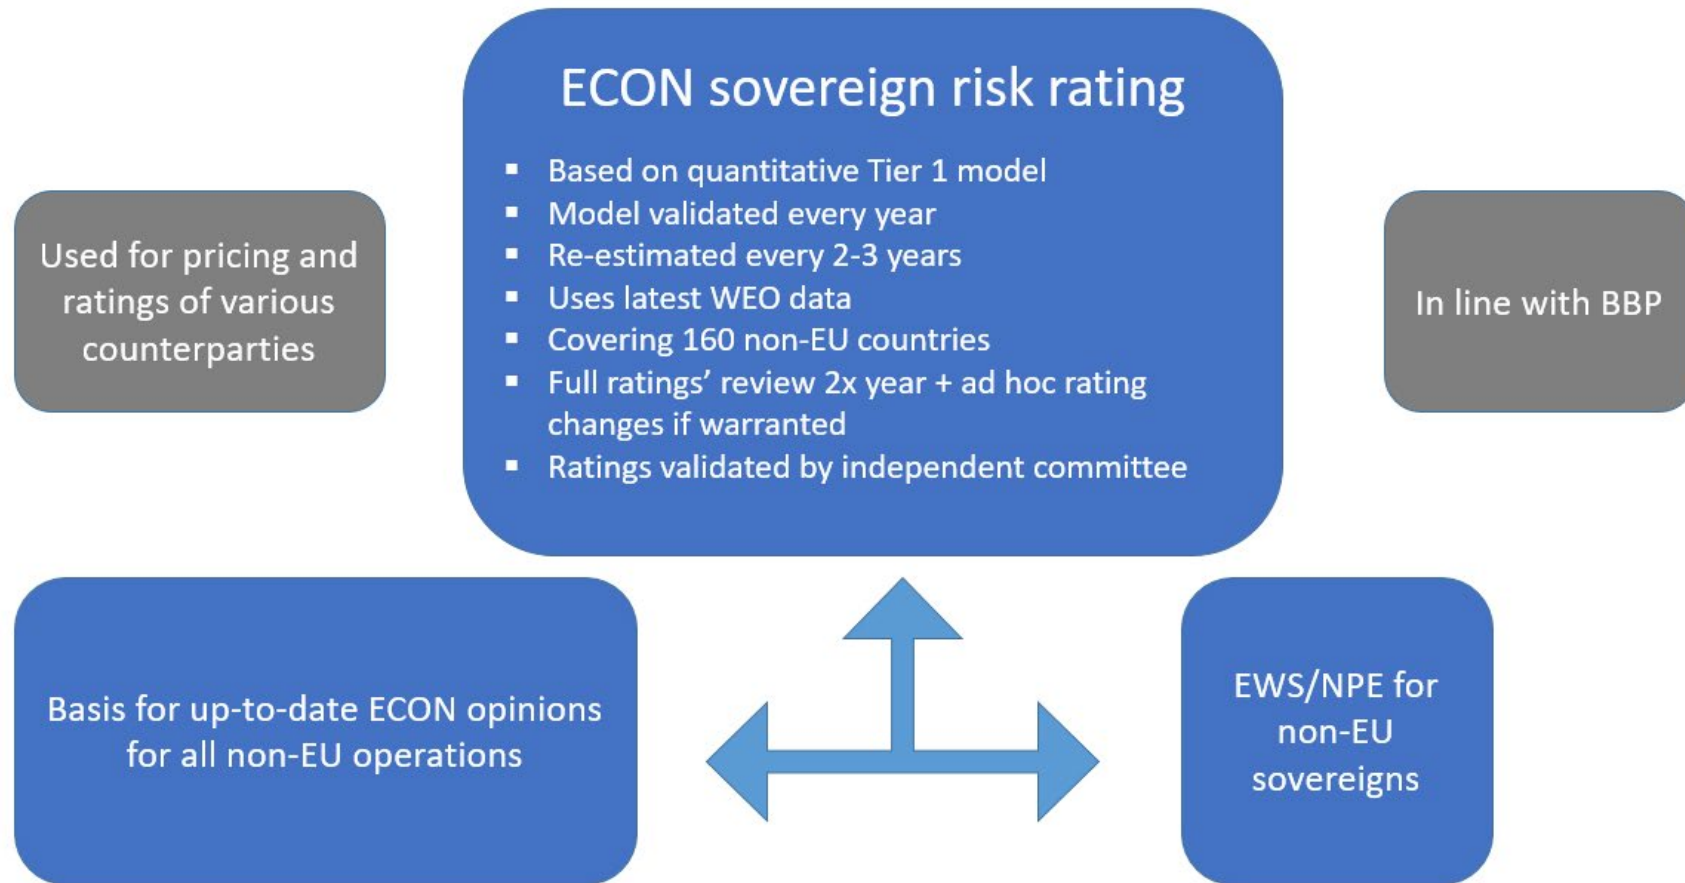 ECON sovereign risk rating
▪ Based on quantitative Tier 1 model
▪ Model validated every year
▪ Re-estimated every 2-3 years
▪ Uses latest WEO data
▪ Covering 160 non-EU countries
▪ Full ratings’ review 2x year + ad hoc rating
changes if warranted
▪ Ratings validated by independent committee
Used for pricing and
ratings of various
counterparties
In line with BBP
Basis for up-to-date ECON opinions
for all non-EU operations
EWS/NPE for
non-EU
sovereigns